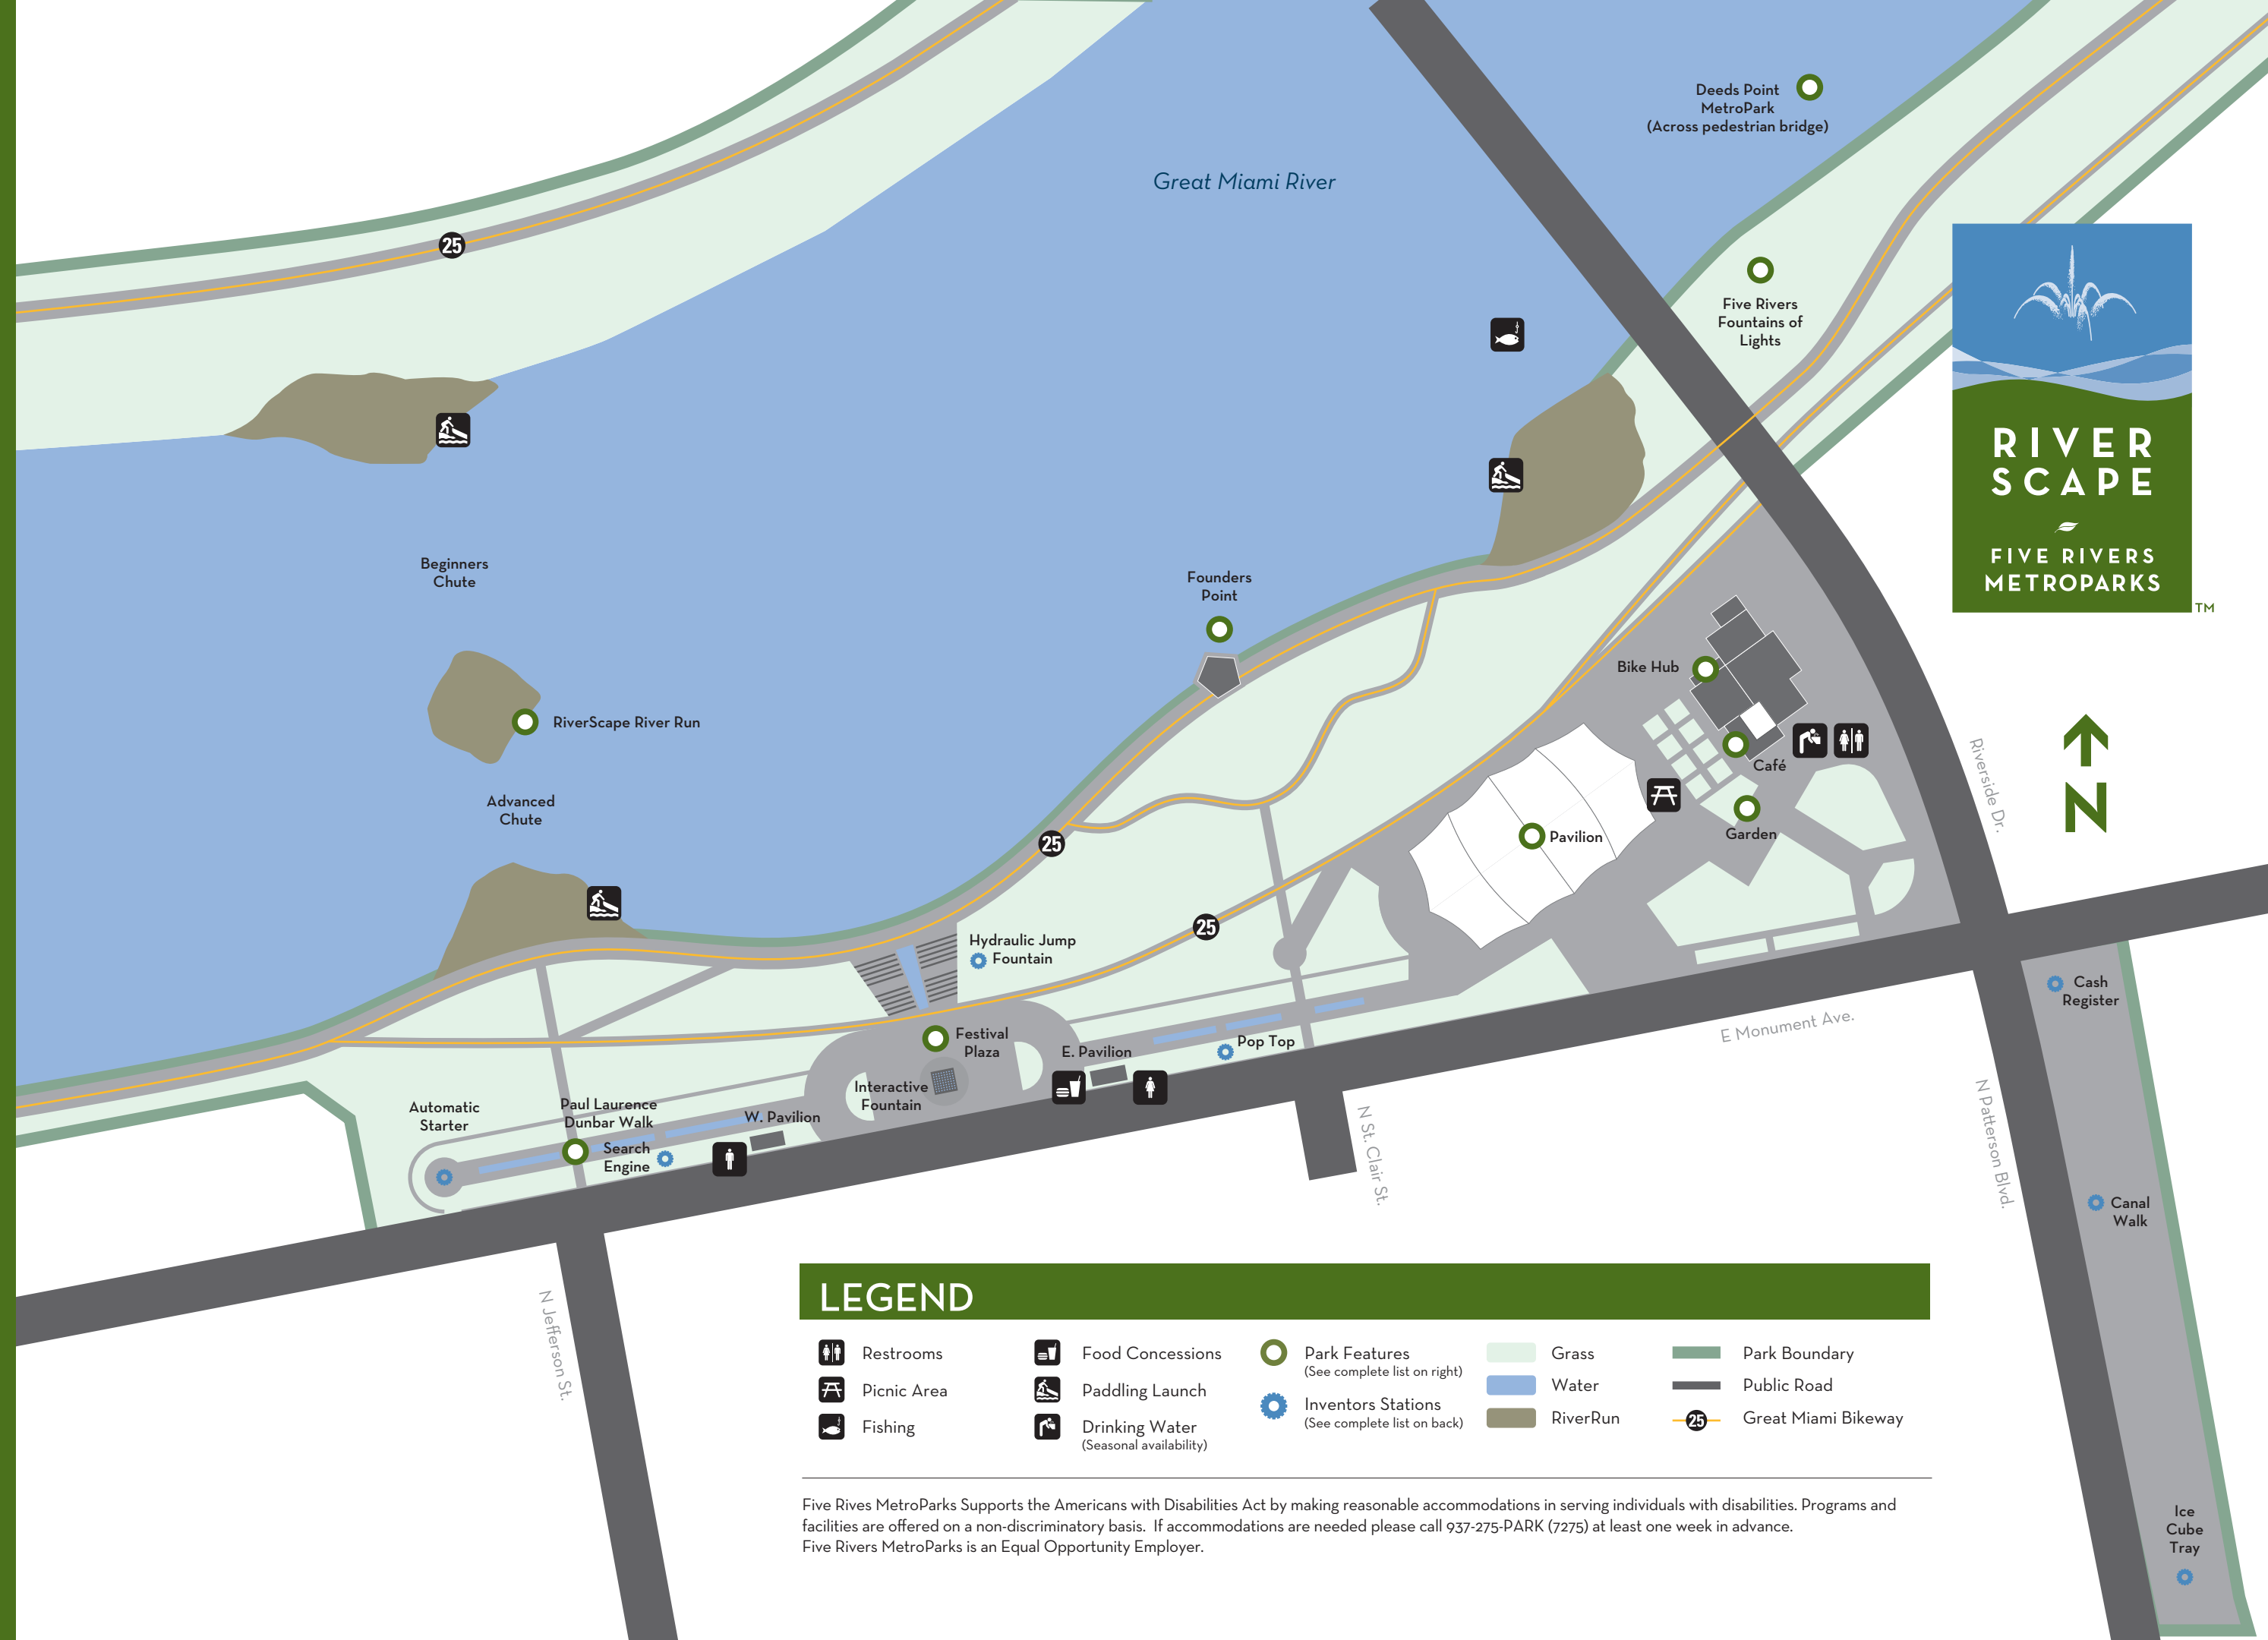 Deeds Point
MetroPark
(Across pedestrian bridge)
Great Miami River
25
Five Rivers
Fountains of
Lights
RIVER
SCAPE
FIVE RIVERS
METROPARKS
TM
Beginners
Chute
Founders
Point
Bike Hub
RiverScape River Run
Café
Riverside Dr.
N
Advanced
Chute
Garden
Pavilion
25
25
Hydraulic Jump
Fountain
Cash
Register
Festival
Plaza
E. Pavilion
Pop Top
E Monument Ave.
Interactive
Fountain
Automatic
Starter
Paul Laurence
Dunbar Walk
W. Pavilion
Search
Engine
N St. Clair St.
N Patterson Blvd.
Canal
Walk
N Jefferson St.
LEGEND
Restrooms
Picnic Area
Fishing
Food Concessions
Paddling Launch
Drinking Water
(Seasonal availability)
Park Features
(See complete list on right)
Inventors Stations
(See complete list on back)
Grass
Water
RiverRun
Park Boundary
Public Road
25
Great Miami Bikeway
Five Rives MetroParks Supports the Americans with Disabilities Act by making reasonable accommodations in serving individuals with disabilities. Programs and
facilities are offered on a non-discriminatory basis.  If accommodations are needed please call 937-275-PARK (7275) at least one week in advance.
Five Rivers MetroParks is an Equal Opportunity Employer.
Ice
Cube
Tray